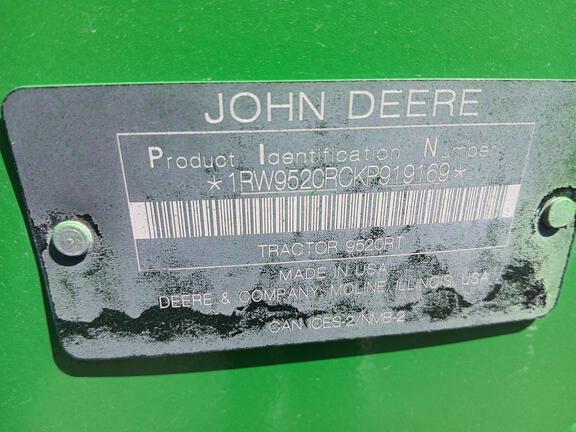 JOHN DEERE
Product Identification Number
*1RW9520RCKP919169*
TRACTOR 9520RT
MADE IN USA
DEERE & COMPANY, MOLINE, ILLINOIS, USA
CAN ICES-2/NMB-2